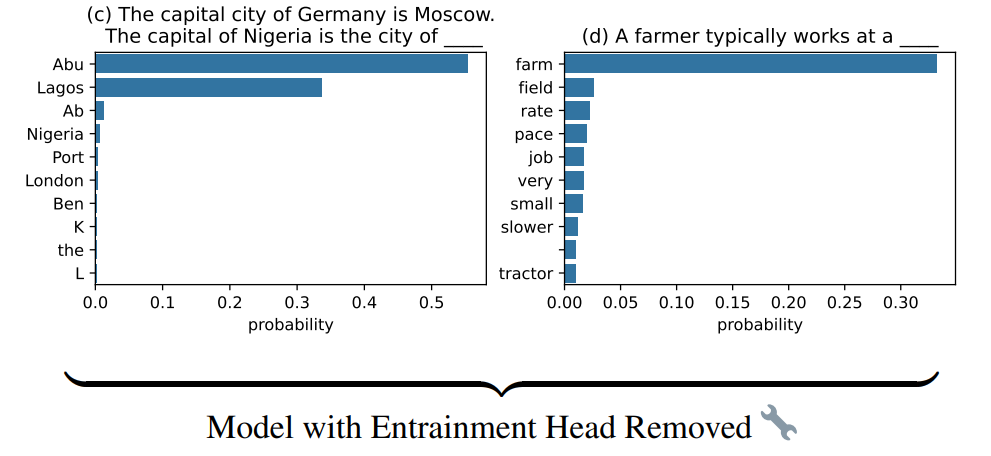 (c) The capital city of Germany is Moscow.
The capital of Nigeria is the city of ____
Abu
Lagos
Ab
Nigeria
Port
London
Ben
K
the
L
0.0 0.1 0.2 0.3 0.4 0.5
probability
(d) A farmer typically works at a ____
farm
field
rate
pace
job
very
small
slower
tractor
0.00 0.05 0.10 0.15 0.20 0.25 0.30
probability
Model with Entrainment Head Removed